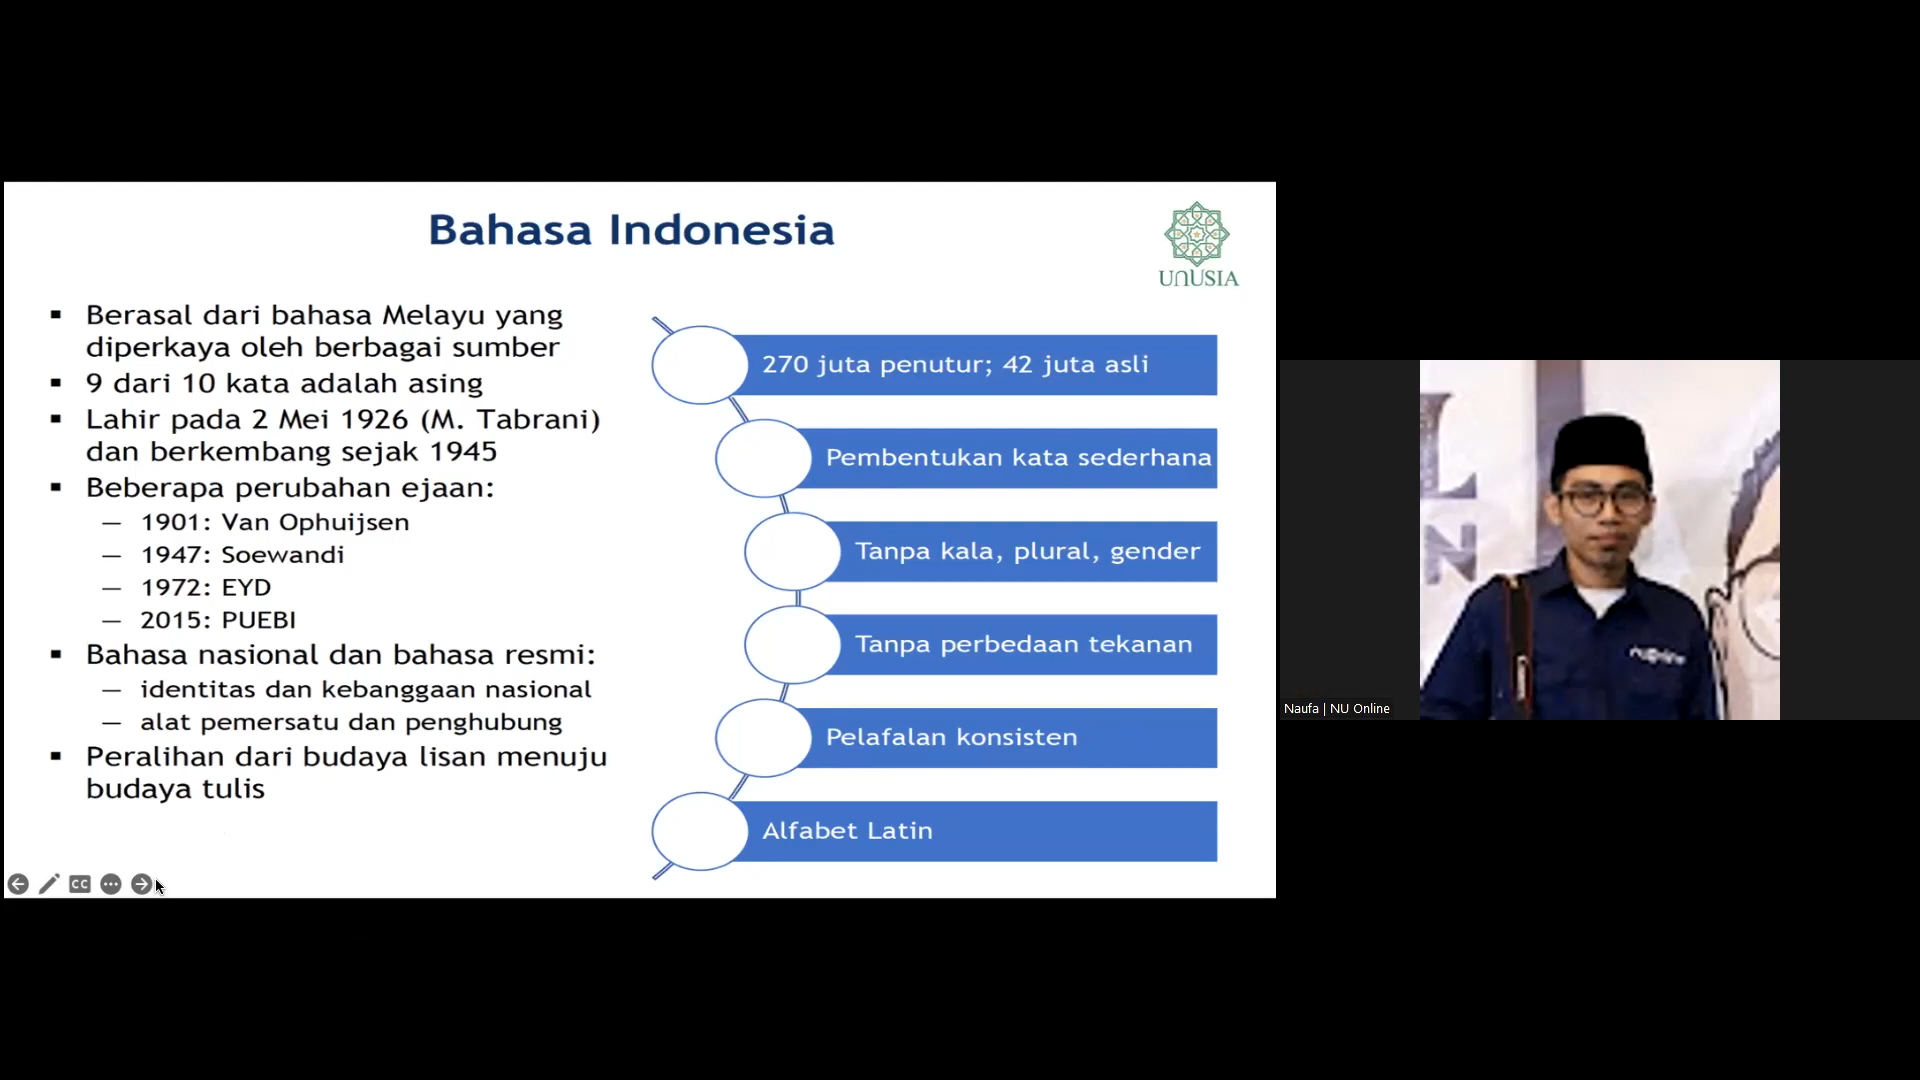 Bahasa Indonesia
UNUSIA
▪ Berasal dari bahasa Melayu yang
diperkaya oleh berbagai sumber
▪ 9 dari 10 kata adalah asing
▪ Lahir pada 2 Mei 1926 (M. Tabrani)
dan berkembang sejak 1945
▪ Beberapa perubahan ejaan:
— 1901: Van Ophuijsen
— 1947: Soewandi
— 1972: EYD
— 2015: PUEBI
▪ Bahasa nasional dan bahasa resmi:
— identitas dan kebanggaan nasional
— alat pemersatu dan penghubung
▪ Peralihan dari budaya lisan menuju
budaya tulis
270 juta penutur; 42 juta asli
Pembentukan kata sederhana
Tanpa kala, plural, gender
Tanpa perbedaan tekanan
Pelafalan konsisten
Alfabet Latin
CC
Naufa | NU Online